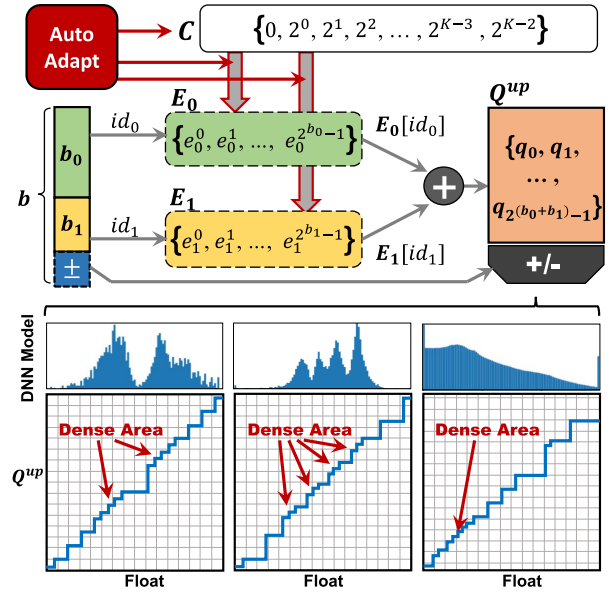 Auto
Adapt
C
{0, 2^0, 2^1, 2^2, … , 2^{K−3} , 2^{K−2}}
b
b_0
b_1
±
id_0
id_1
E_0
{e_0^0, e_0^1, …, e_0^{2^{b_0}−1}}
E_1
{e_1^0, e_1^1, …, e_1^{2^{b_1}−1}}
E_0[id_0]
E_1[id_1]
+
Q^{up}
{q_0, q_1,
… ,
q_{2^{(b_0+b_1)}−1}}
+/-
DNN Model
Q^{up}
Dense Area
Dense Area
Dense Area
Float
Float
Float